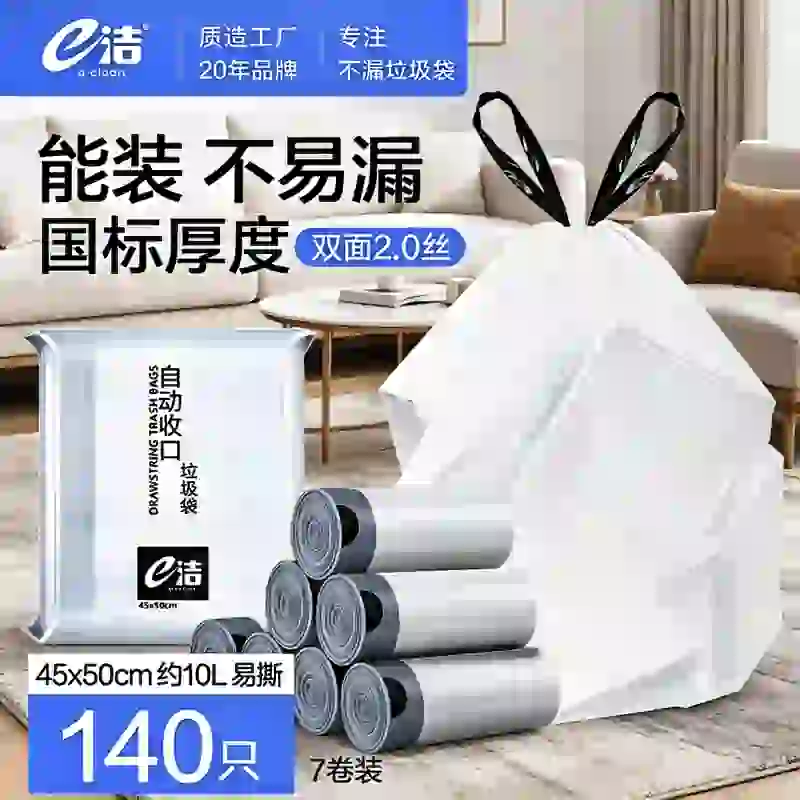 e洁®
e·clean
质造工厂
20年品牌
专注
不漏垃圾袋
能装 不易漏
国标厚度 双面2.0丝
自动收口
DRAWSTRING TRASH BAGS
垃圾袋
e洁
45x50cm
45x50cm 约10L 易撕
140只
7卷装